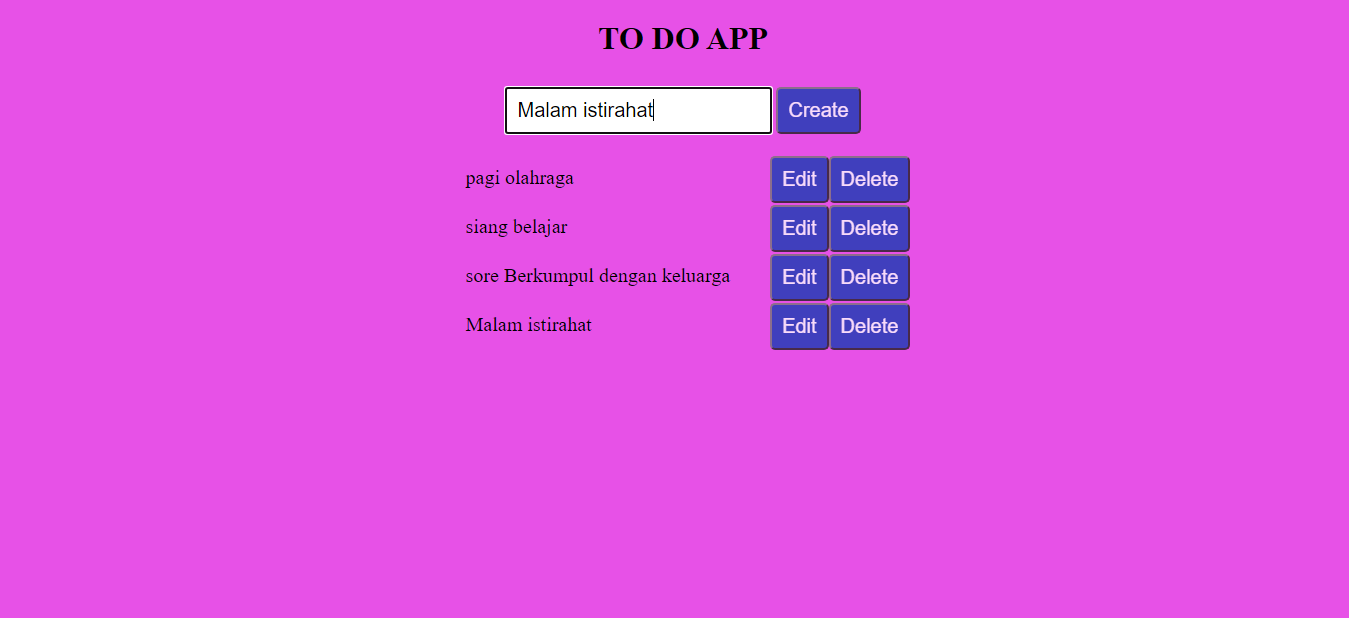 TO DO APP
Malam istirahat Create
pagi olahraga Edit Delete
siang belajar Edit Delete
sore Berkumpul dengan keluarga Edit Delete
Malam istirahat Edit Delete